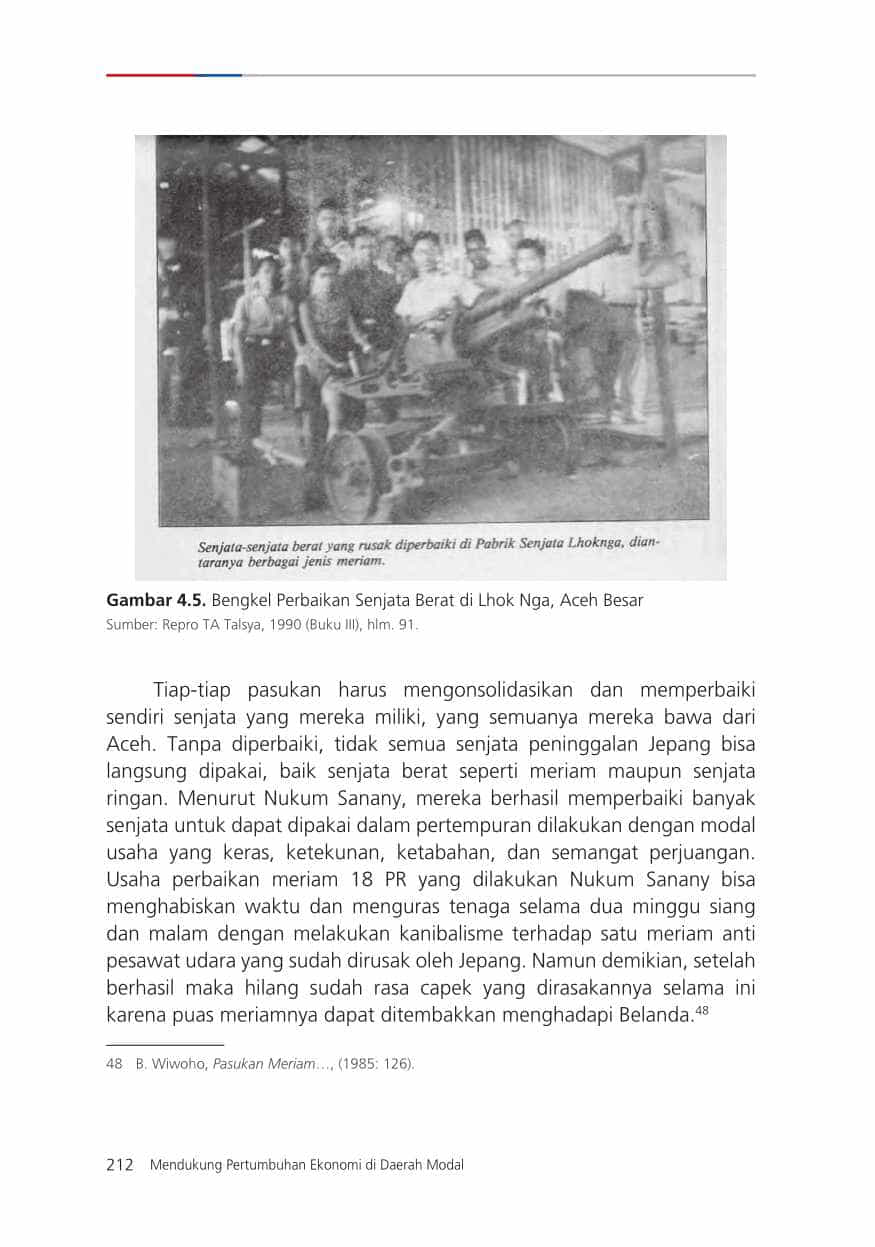 Senjata-senjata berat yang rusak diperbaiki di Pabrik Senjata Lhoknga, dian-
taranya berbagai jenis meriam.
Gambar 4.5. Bengkel Perbaikan Senjata Berat di Lhok Nga, Aceh Besar
Sumber: Repro TA Talsya, 1990 (Buku III), hlm. 91.
Tiap-tiap pasukan harus mengonsolidasikan dan memperbaiki
sendiri senjata yang mereka miliki, yang semuanya mereka bawa dari
Aceh. Tanpa diperbaiki, tidak semua senjata peninggalan Jepang bisa
langsung dipakai, baik senjata berat seperti meriam maupun senjata
ringan. Menurut Nukum Sanany, mereka berhasil memperbaiki banyak
senjata untuk dapat dipakai dalam pertempuran dilakukan dengan modal
usaha yang keras, ketekunan, ketabahan, dan semangat perjuangan.
Usaha perbaikan meriam 18 PR yang dilakukan Nukum Sanany bisa
menghabiskan waktu dan menguras tenaga selama dua minggu siang
dan malam dengan melakukan kanibalisme terhadap satu meriam anti
pesawat udara yang sudah dirusak oleh Jepang. Namun demikian, setelah
berhasil maka hilang sudah rasa capek yang dirasakannya selama ini
karena puas meriamnya dapat ditembakkan menghadapi Belanda.48
48 B. Wiwoho, Pasukan Meriam…, (1985: 126).
212 Mendukung Pertumbuhan Ekonomi di Daerah Modal